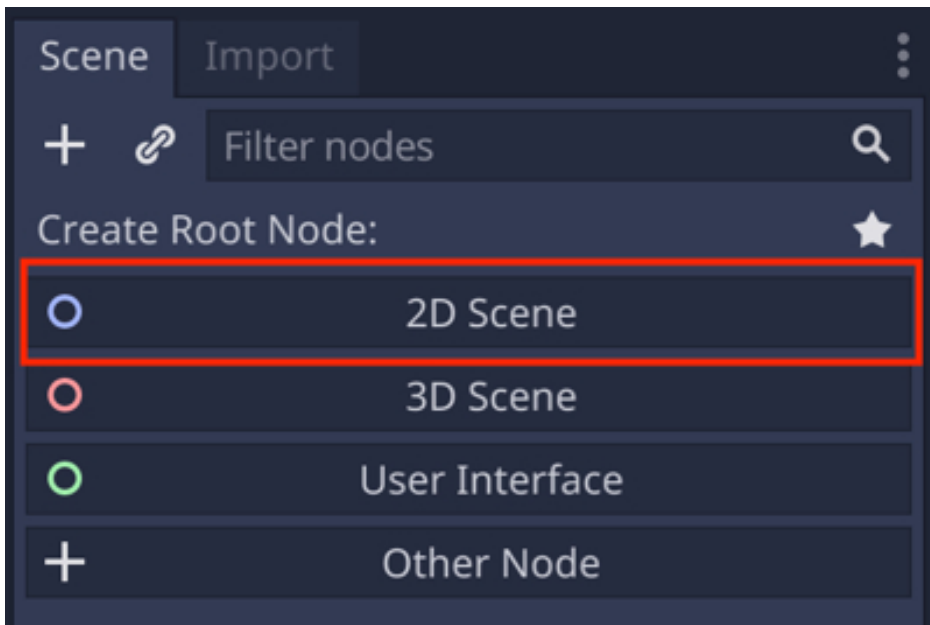 Scene Import
Filter nodes
Create Root Node:
2D Scene
3D Scene
User Interface
Other Node